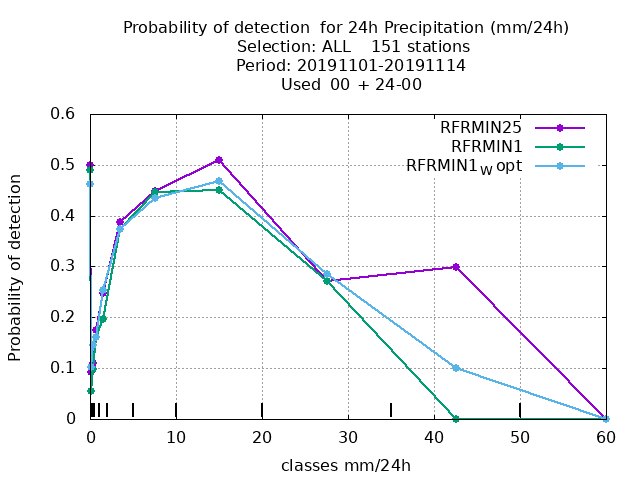 Probability of detection  for 24h Precipitation (mm/24h)
Selection: ALL    151 stations
Period: 20191101-20191114
Used  00 + 24-00
RFRMIN25
RFRMIN1
RFRMIN1w opt
0.6
0.5
0.4
0.3
0.2
0.1
0
Probability of detection
0 10 20 30 40 50 60
classes mm/24h